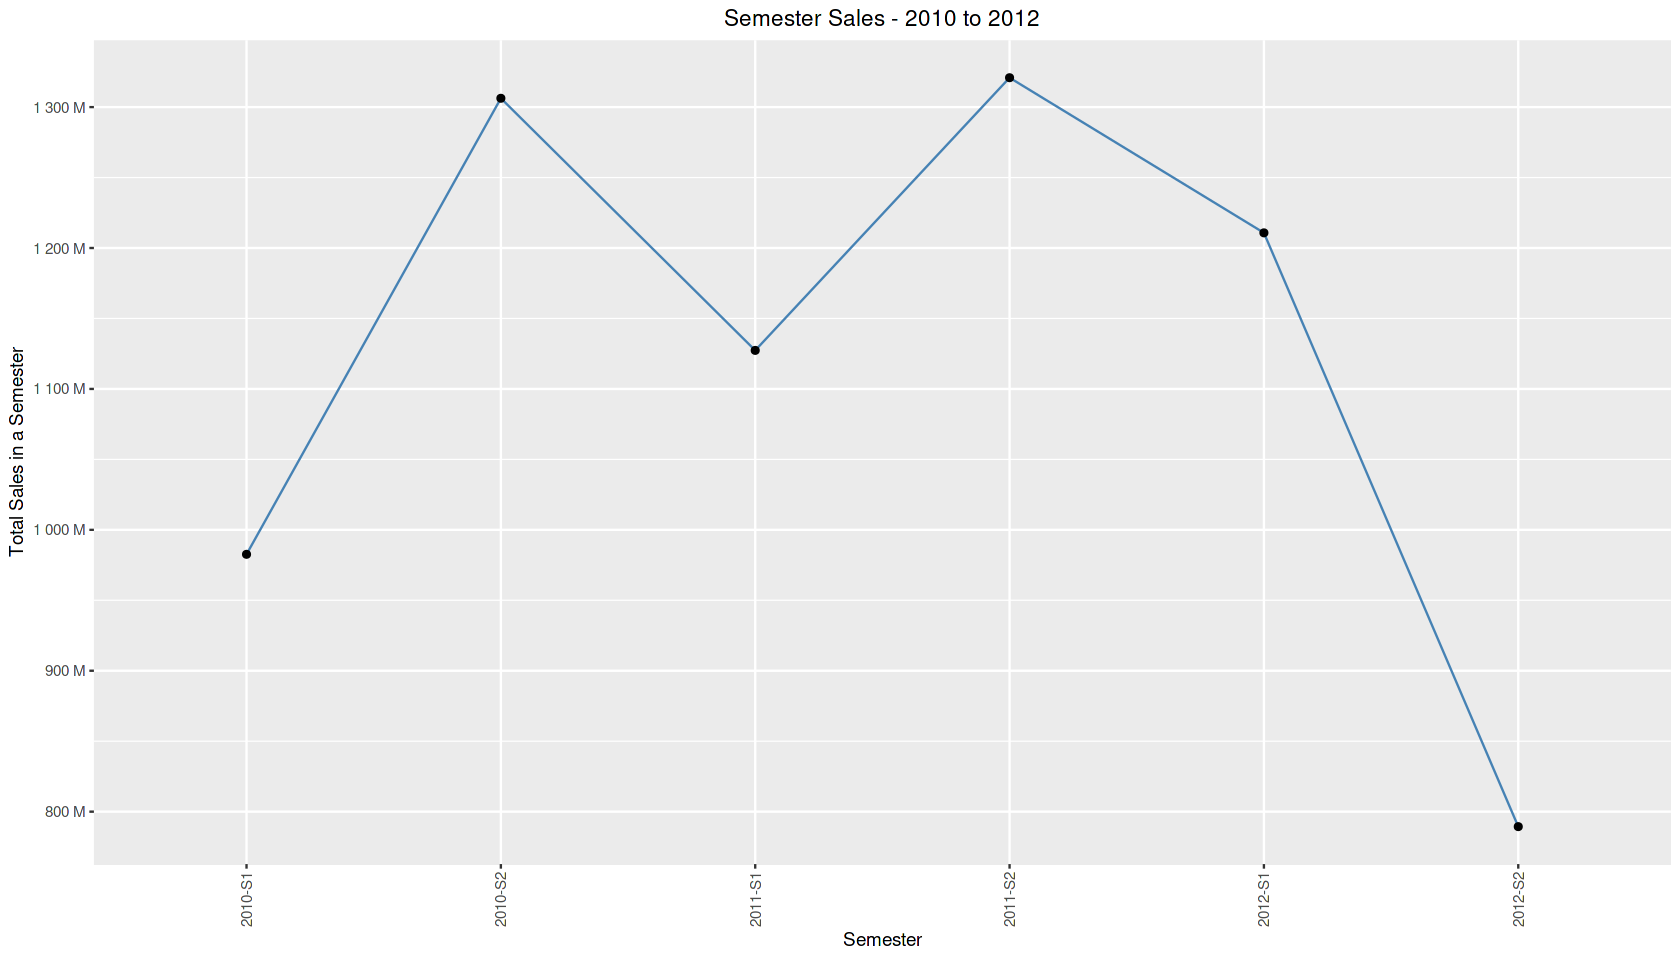 Semester Sales - 2010 to 2012
Total Sales in a Semester
1 300 M
1 200 M
1 100 M
1 000 M
900 M
800 M
2010-S1
2010-S2
2011-S1
2011-S2
2012-S1
2012-S2
Semester